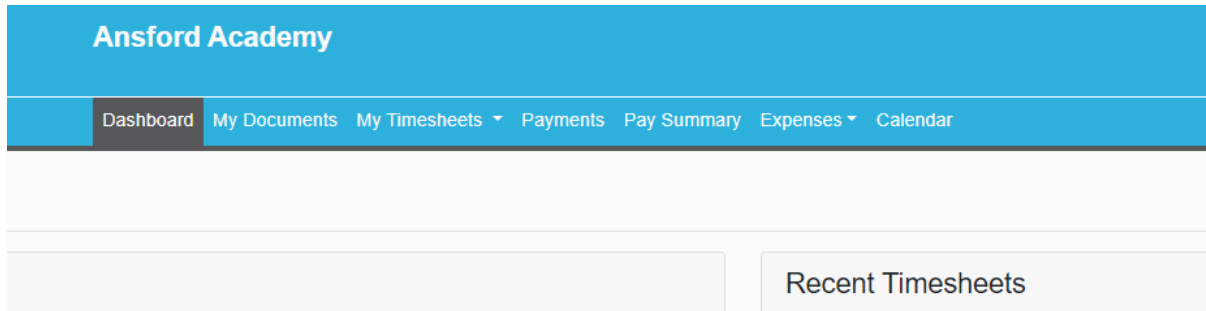 Ansford Academy
Dashboard My Documents My Timesheets Payments Pay Summary Expenses Calendar
Recent Timesheets